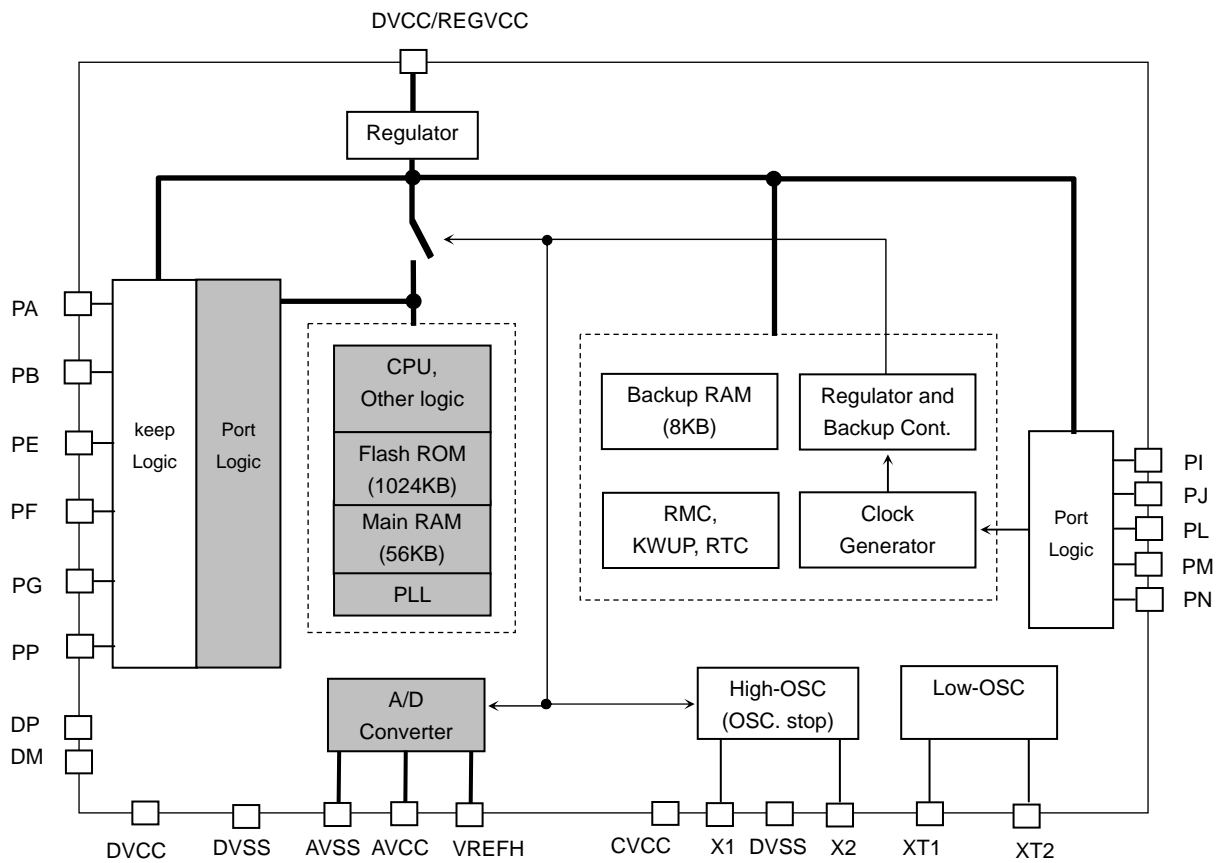 DVCC/REGVCC
Regulator
PA
PB
PE
PF
PG
PP
DP
DM
keep
Logic
Port
Logic
CPU,
Other logic
Flash ROM
(1024KB)
Main RAM
(56KB)
PLL
Backup RAM
(8KB)
Regulator and
Backup Cont.
RMC,
KWUP, RTC
Clock
Generator
Port
Logic
PI
PJ
PL
PM
PN
A/D
Converter
High-OSC
(OSC. stop)
Low-OSC
DVCC
DVSS
AVSS
AVCC
VREFH
CVCC
X1
DVSS
X2
XT1
XT2